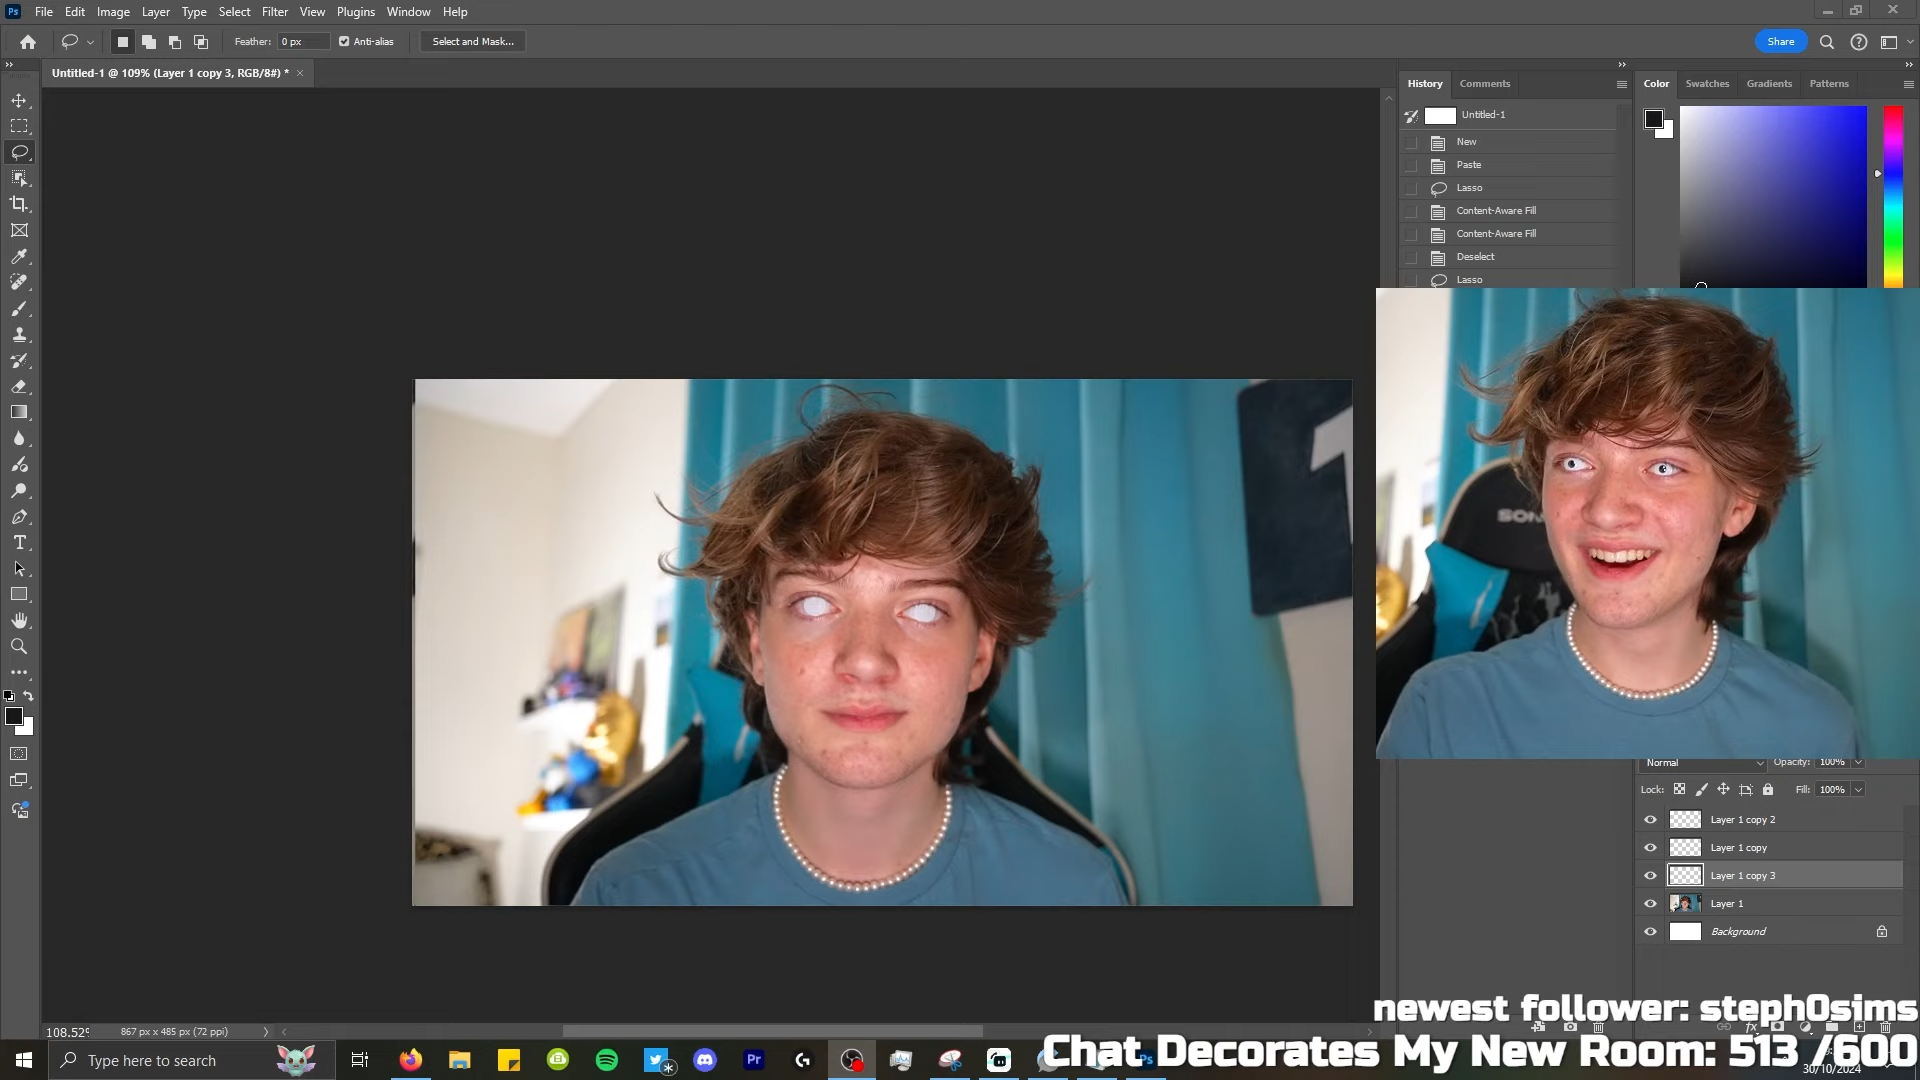 Ps File Edit Image Layer Type Select Filter View Plugins Window Help
Feather: 0 px Anti-alias Select and Mask... Share
Untitled-1 @ 109% (Layer 1 copy 3, RGB/8#) * ×
History Comments
Color Swatches Gradients Patterns
Untitled-1
New
Paste
Lasso
Content-Aware Fill
Content-Aware Fill
Deselect
Lasso
SON
Normal Opacity: 100%
Lock: Fill: 100%
Layer 1 copy 2
Layer 1 copy
Layer 1 copy 3
Layer 1
Background
newest follower: steph0sims
108.52% 867 px x 485 px (72 ppi)
Chat Decorates My New Room: 513 /600
Type here to search
Pr
Ps
30/10/2024